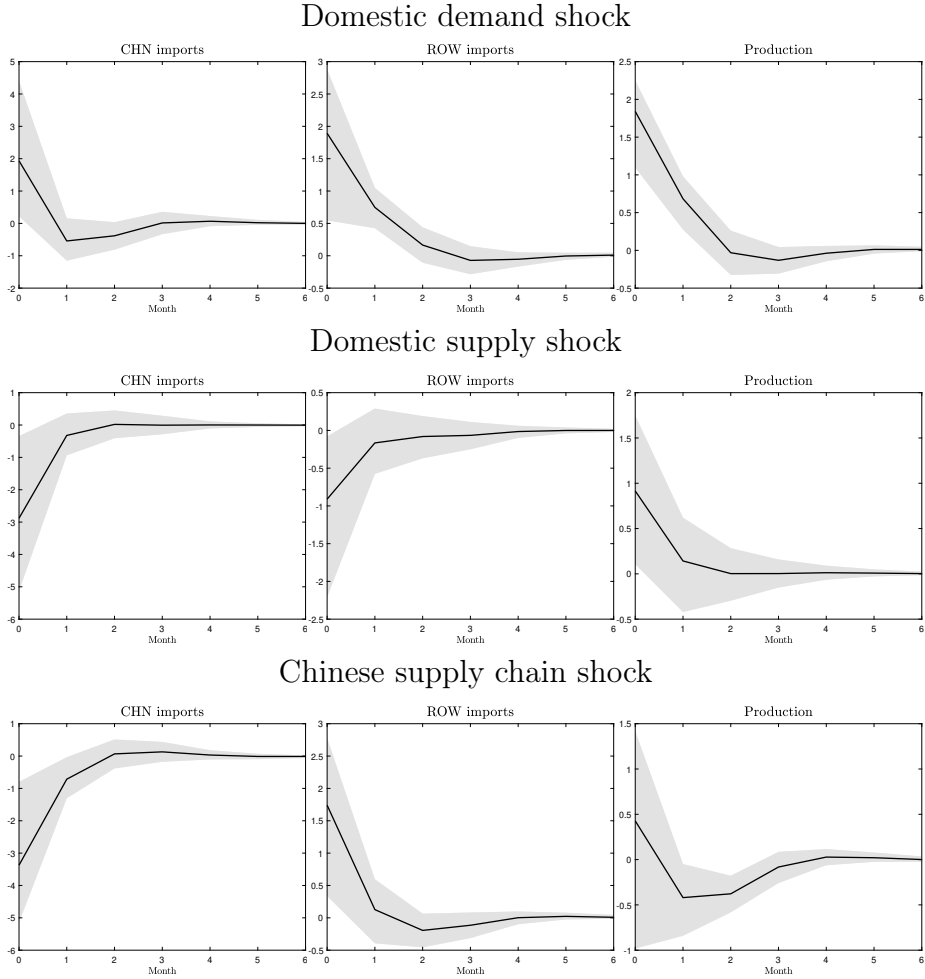 Domestic demand shock
CHN imports ROW imports Production
5 4 3 2 1 0 -1 -2
0 1 2 3 4 5 6
Month
3 2.5 2 1.5 1 0.5 0 -0.5
0 1 2 3 4 5 6
Month
2.5 2 1.5 1 0.5 0 -0.5
0 1 2 3 4 5 6
Month
Domestic supply shock
CHN imports ROW imports Production
1 0 -1 -2 -3 -4 -5 -6
0 1 2 3 4 5 6
Month
0.5 0 -0.5 -1 -1.5 -2 -2.5
0 1 2 3 4 5 6
Month
2 1.5 1 0.5 0 -0.5
0 1 2 3 4 5 6
Month
Chinese supply chain shock
CHN imports ROW imports Production
1 0 -1 -2 -3 -4 -5 -6
0 1 2 3 4 5 6
Month
3 2.5 2 1.5 1 0.5 0 -0.5
0 1 2 3 4 5 6
Month
1.5 1 0.5 0 -0.5 -1
0 1 2 3 4 5 6
Month